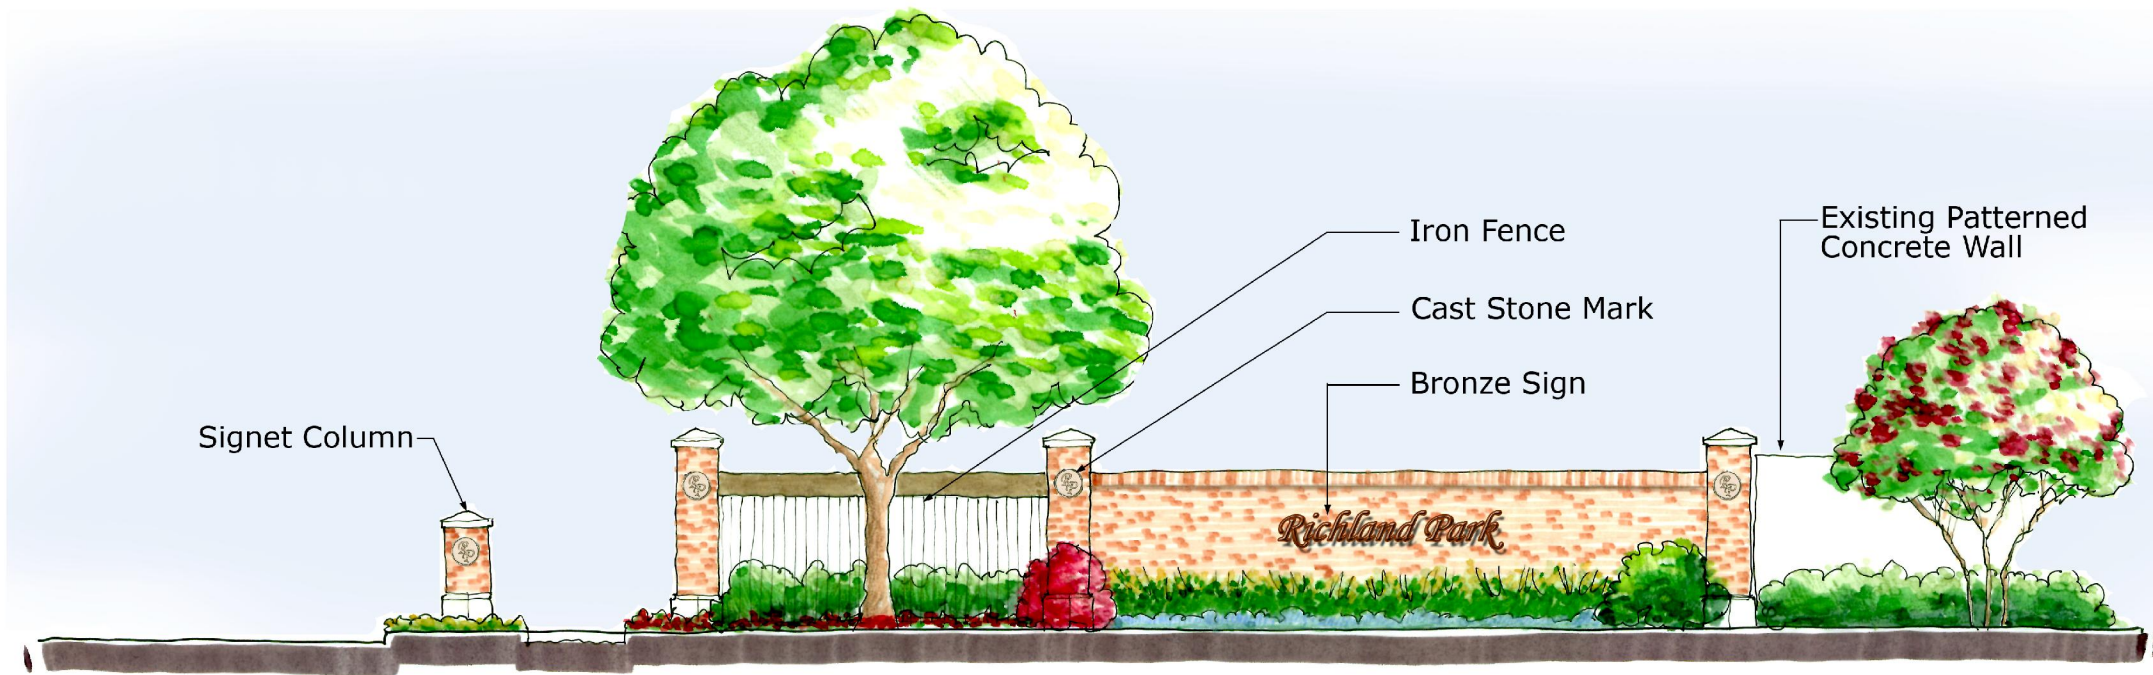 Existing Patterned
Concrete Wall
Iron Fence
Cast Stone Mark
Bronze Sign
Signet Column
Richland Park